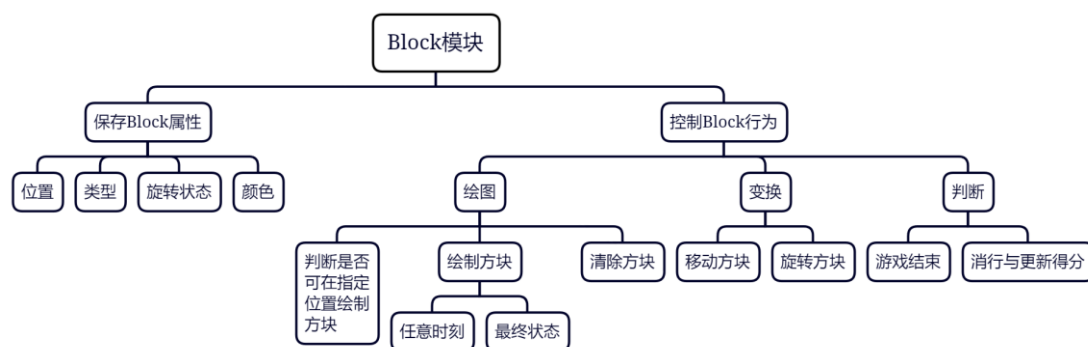 Block模块
保存Block属性
控制Block行为
位置
类型
旋转状态
颜色
绘图
变换
判断
判断是否
可在指定
位置绘制
方块
绘制方块
清除方块
移动方块
旋转方块
游戏结束
消行与更新得分
任意时刻
最终状态